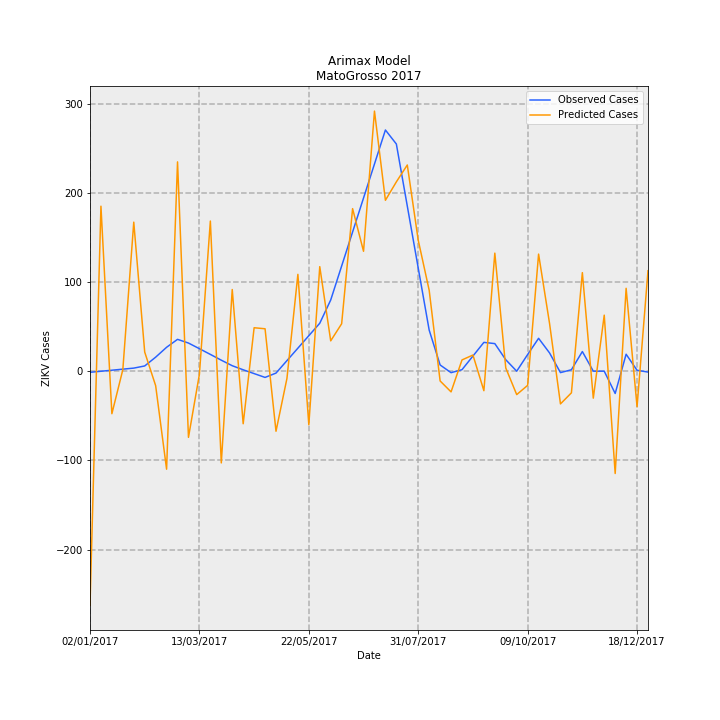 Arimax Model
MatoGrosso 2017
Observed Cases
Predicted Cases
300
200
100
0
−100
−200
ZIKV Cases
02/01/2017
13/03/2017
22/05/2017
31/07/2017
09/10/2017
18/12/2017
Date